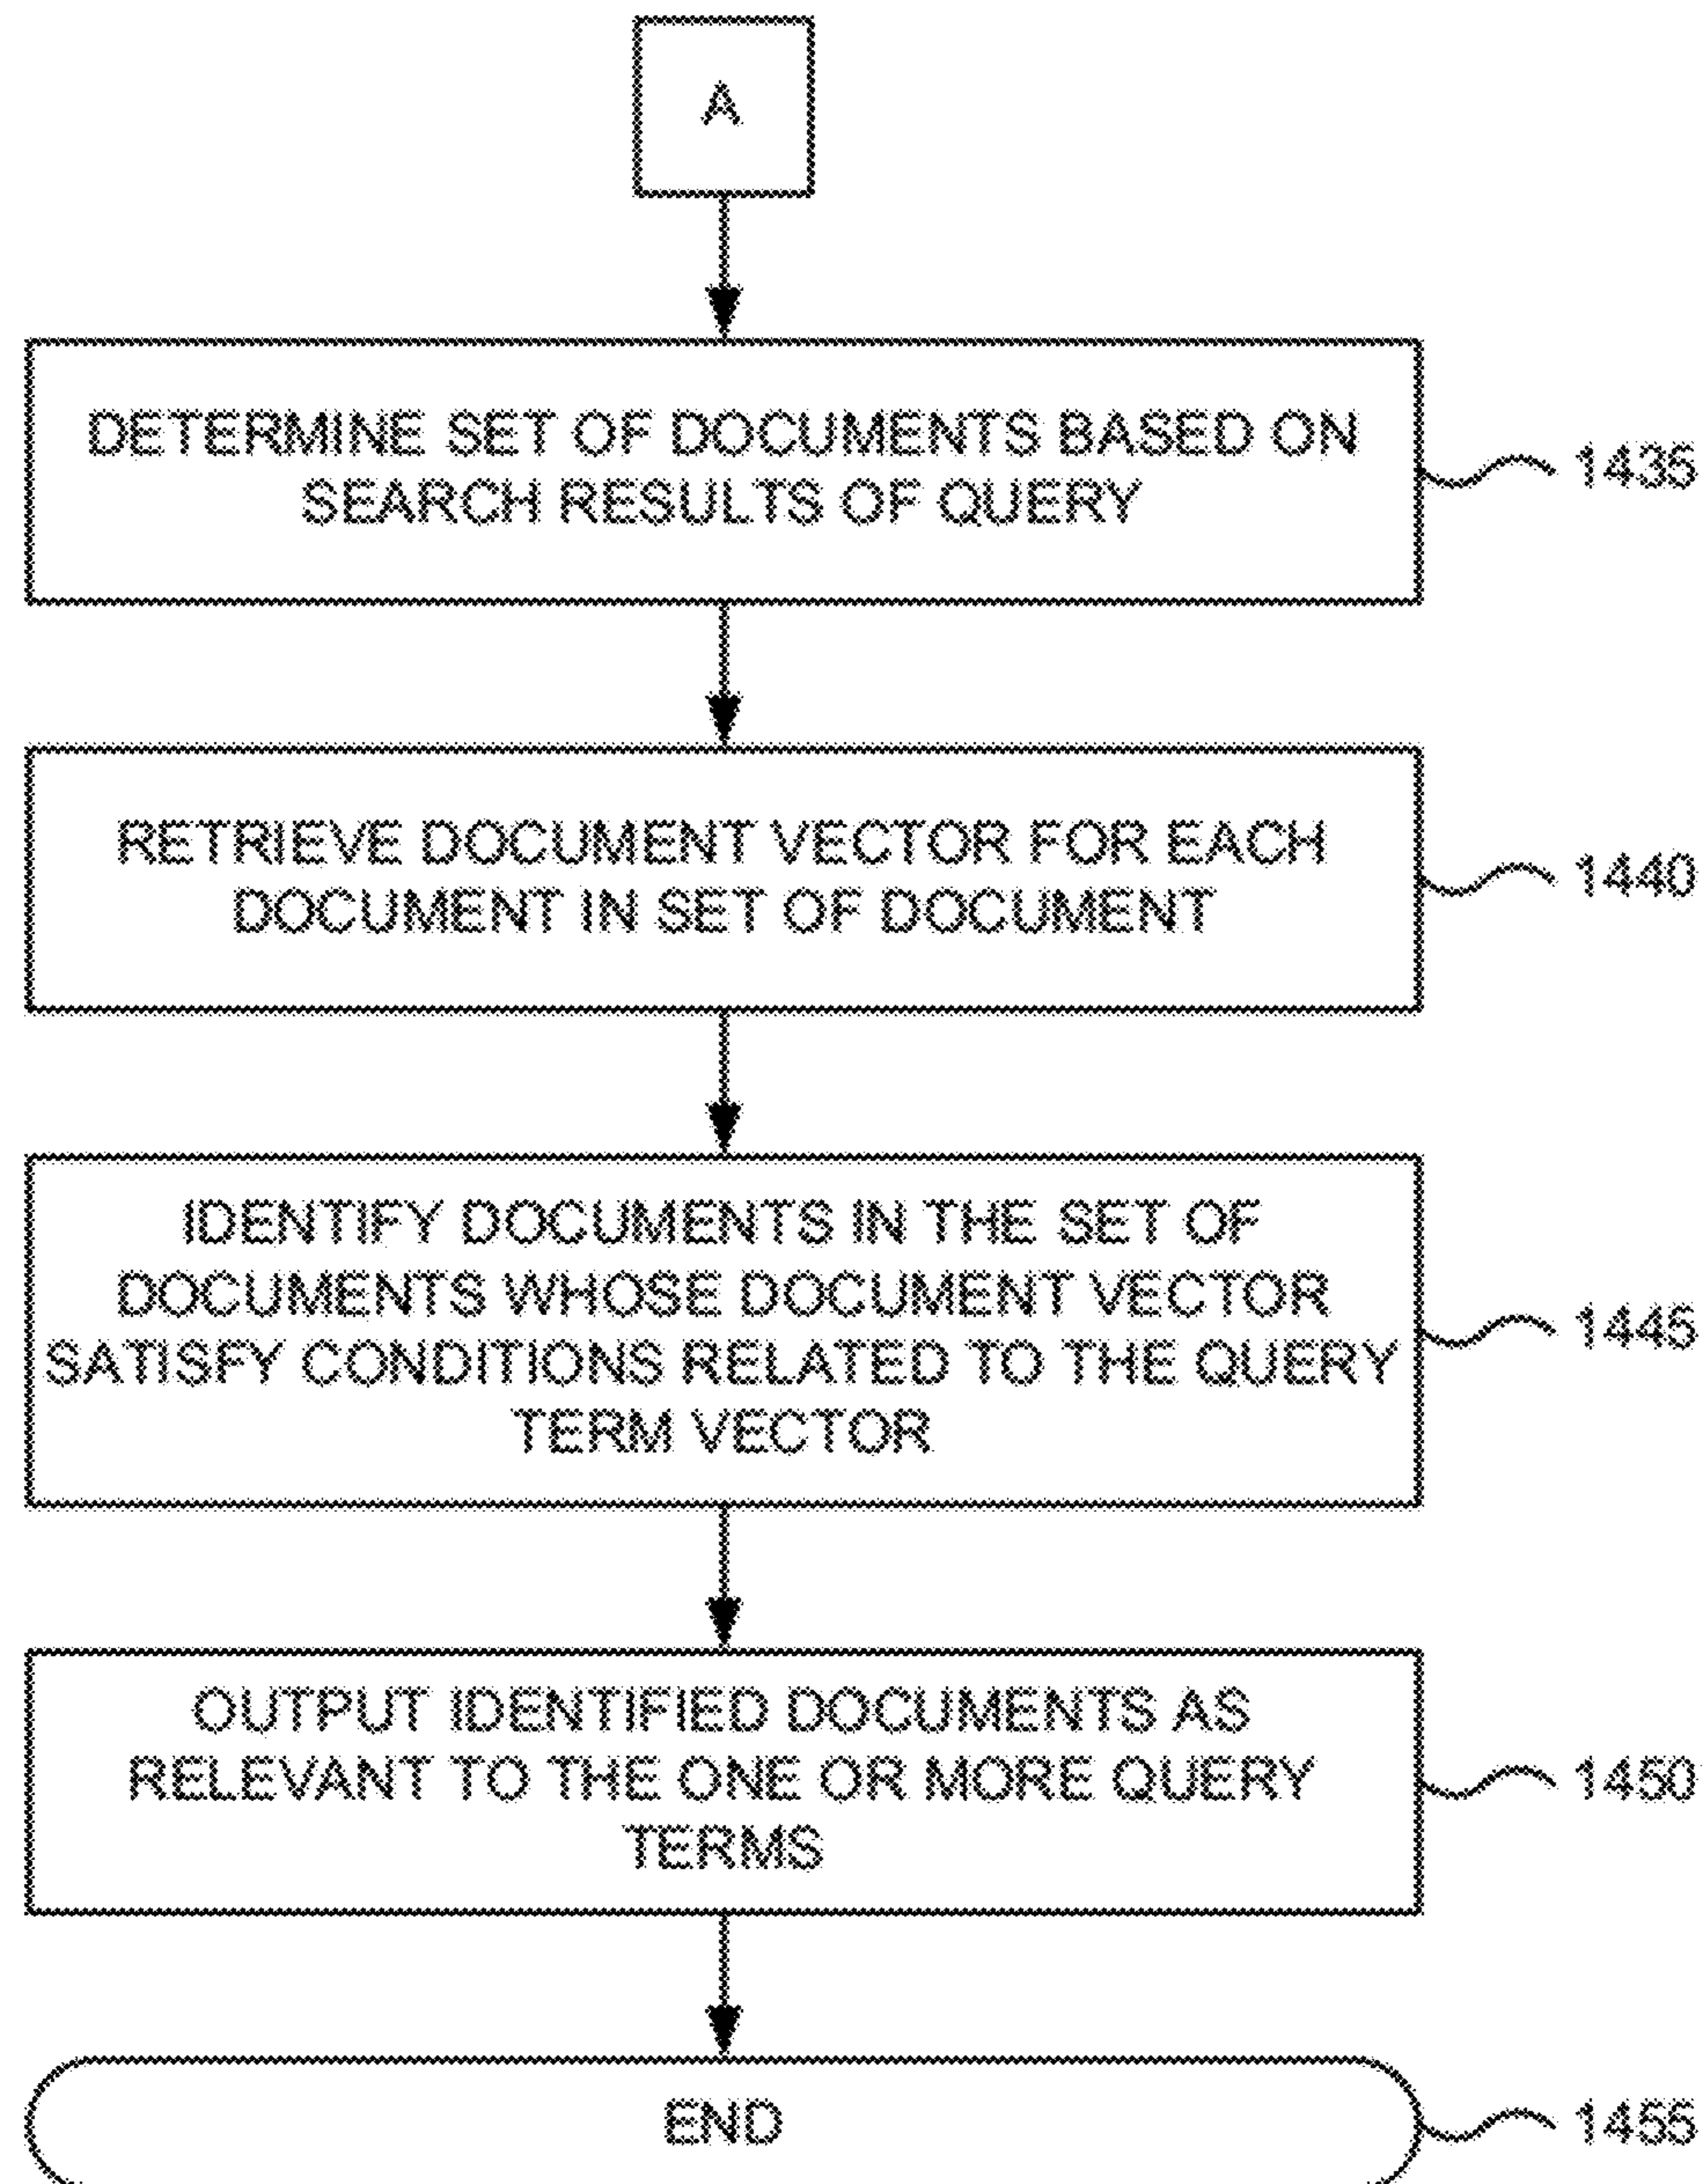 A
DETERMINE SET OF DOCUMENTS BASED ON
SEARCH RESULTS OF QUERY
1435
RETRIEVE DOCUMENT VECTOR FOR EACH
DOCUMENT IN SET OF DOCUMENT
1440
IDENTIFY DOCUMENTS IN THE SET OF
DOCUMENTS WHOSE DOCUMENT VECTOR
SATISFY CONDITIONS RELATED TO THE QUERY
TERM VECTOR
1445
OUTPUT IDENTIFIED DOCUMENTS AS
RELEVANT TO THE ONE OR MORE QUERY
TERMS
1450
END
1455